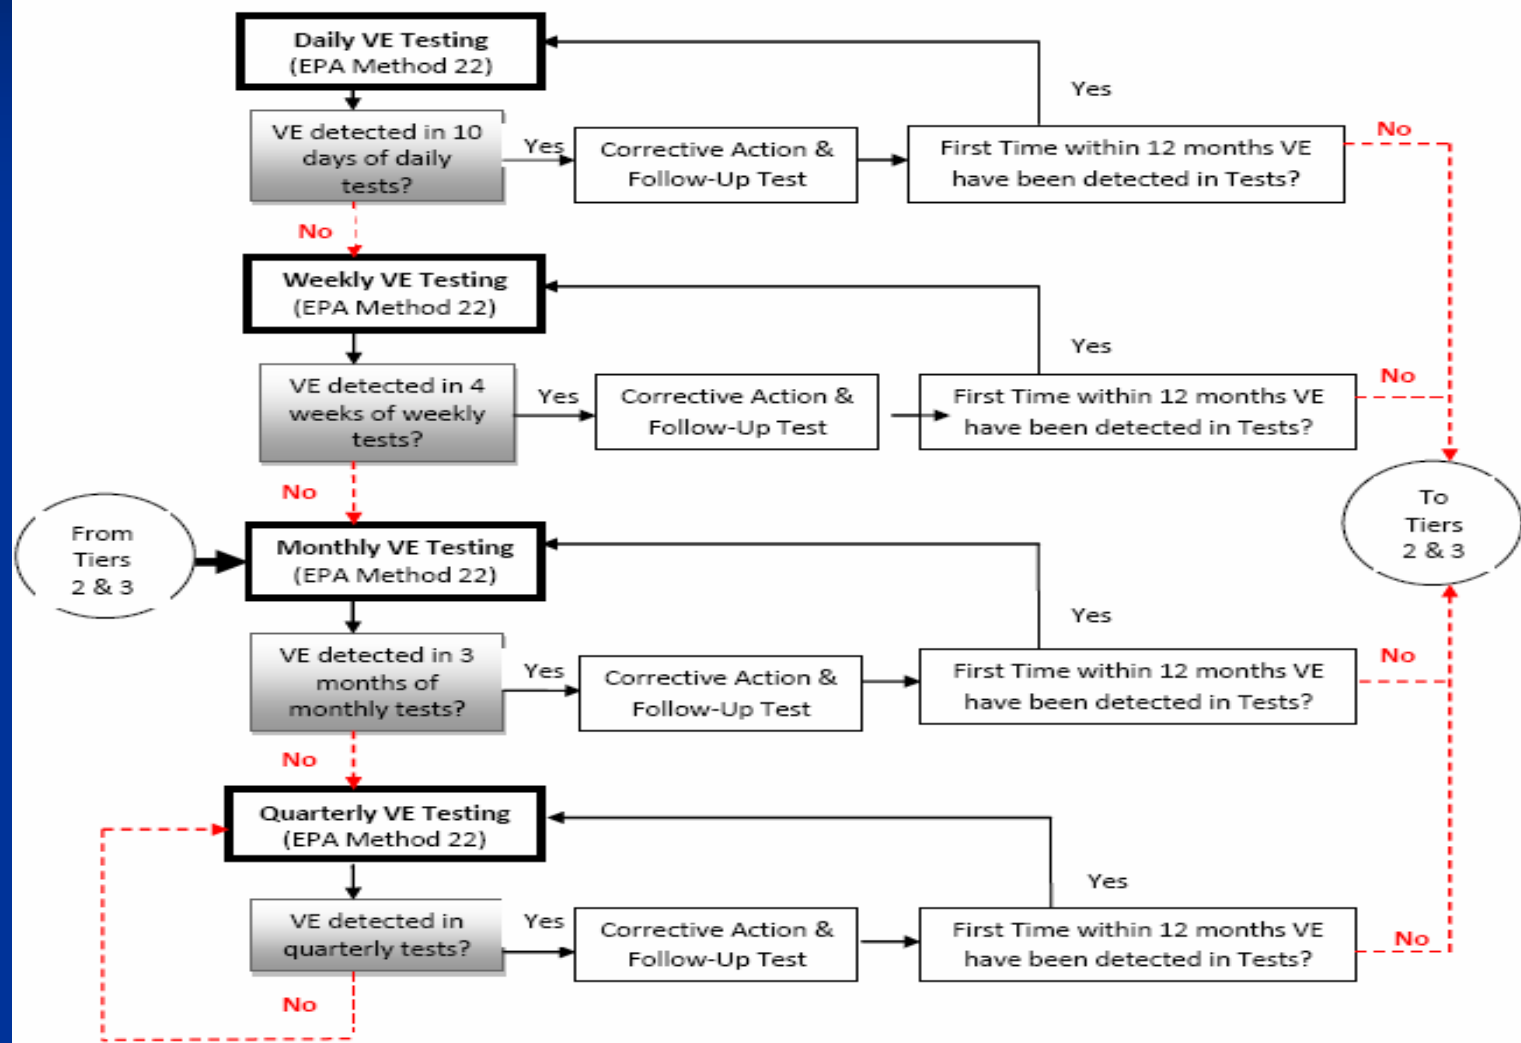 Daily VE Testing
(EPA Method 22)
Yes
VE detected in 10
days of daily
tests?
Yes
Corrective Action &
Follow-Up Test
First Time within 12 months VE
have been detected in Tests?
No
No
Weekly VE Testing
(EPA Method 22)
Yes
VE detected in 4
weeks of weekly
tests?
Yes
Corrective Action &
Follow-Up Test
First Time within 12 months VE
have been detected in Tests?
No
No
From
Tiers
2 & 3
To
Tiers
2 & 3
Monthly VE Testing
(EPA Method 22)
Yes
VE detected in 3
months of
monthly tests?
Yes
Corrective Action &
Follow-Up Test
First Time within 12 months VE
have been detected in Tests?
No
No
Quarterly VE Testing
(EPA Method 22)
Yes
VE detected in
quarterly tests?
Yes
Corrective Action &
Follow-Up Test
First Time within 12 months VE
have been detected in Tests?
No
No